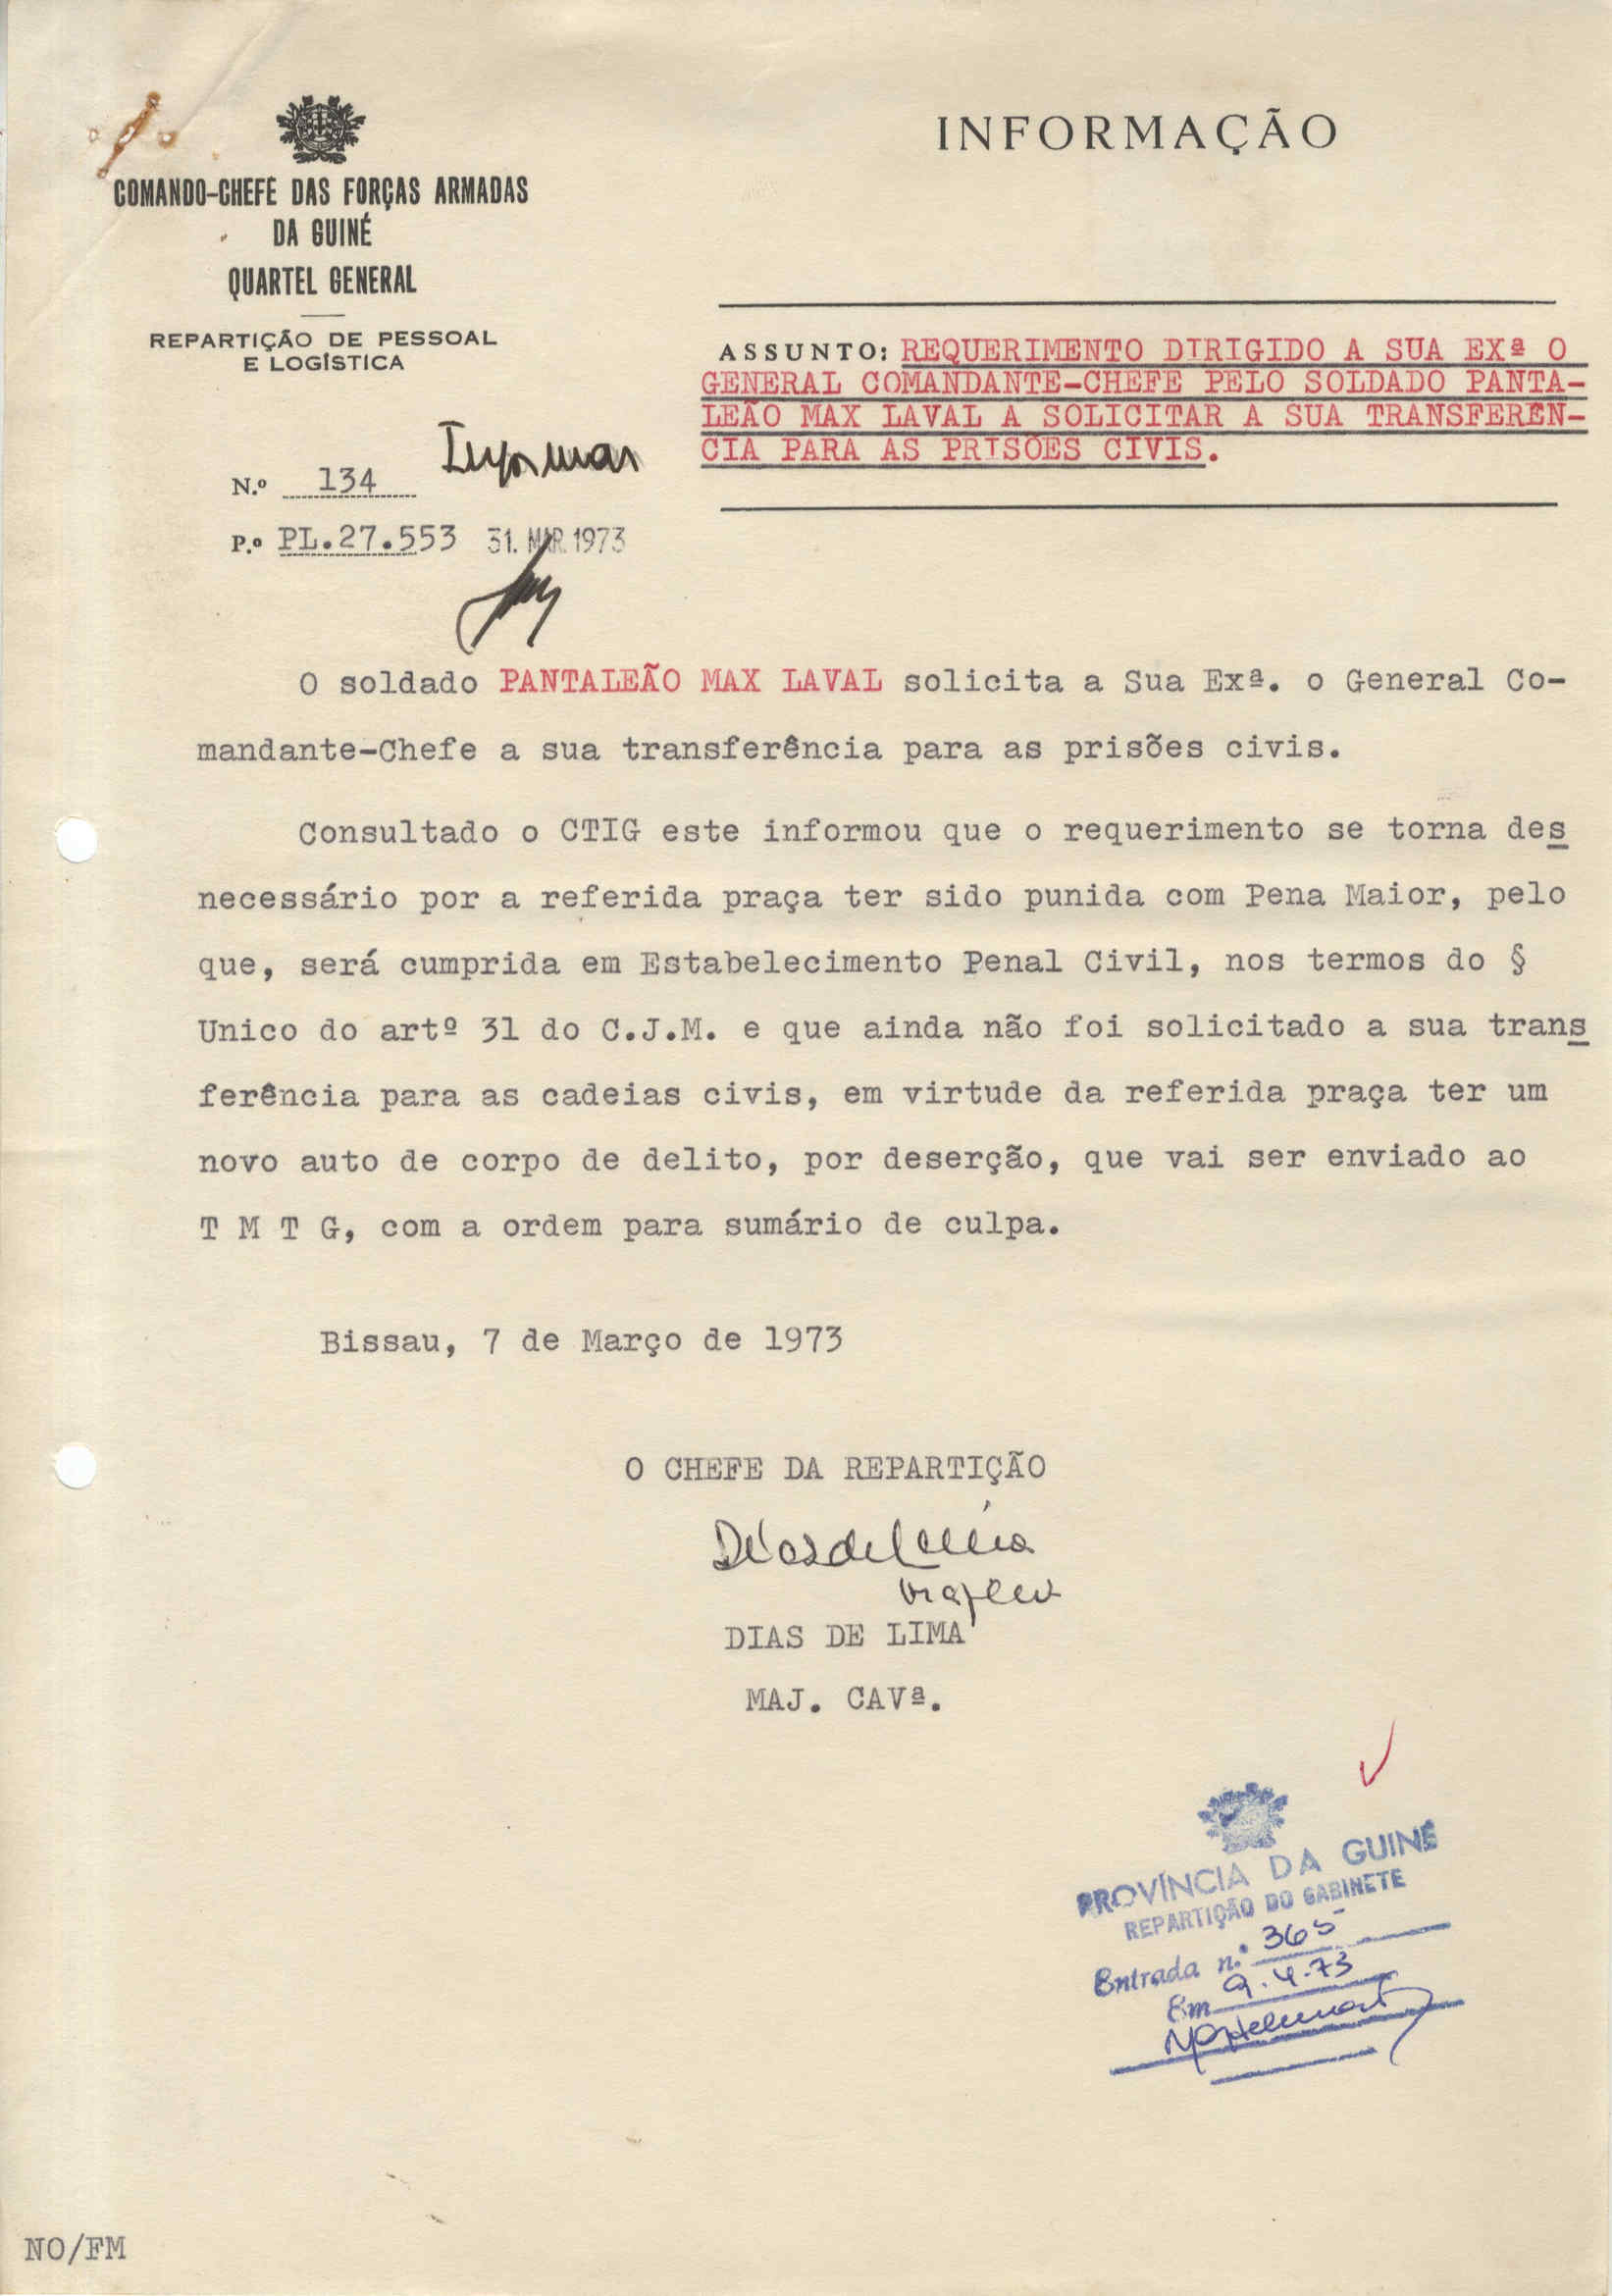 COMANDO-CHEFE DAS FORÇAS ARMADAS
DA GUINÉ
QUARTEL GENERAL
REPARTIÇÃO DE PESSOAL
E LOGÍSTICA
N.º 134
Informar
P.º PL.27.553 31. MAR. 1973
INFORMAÇÃO
ASSUNTO: REQUERIMENTO DIRIGIDO A SUA EXª O
GENERAL COMANDANTE-CHEFE PELO SOLDADO PANTA-
LEÃO MAX LAVAL A SOLICITAR A SUA TRANSFERÊN-
CIA PARA AS PRISÕES CIVIS.
O soldado PANTALEÃO MAX LAVAL solicita a Sua Exª. o General Co-
mandante-Chefe a sua transferência para as prisões civis.
Consultado o CTIG este informou que o requerimento se torna des
necessário por a referida praça ter sido punida com Pena Maior, pelo
que, será cumprida em Estabelecimento Penal Civil, nos termos do §
Unico do artº 31 do C.J.M. e que ainda não foi solicitado a sua trans
ferência para as cadeias civis, em virtude da referida praça ter um
novo auto de corpo de delito, por deserção, que vai ser enviado ao
T M T G, com a ordem para sumário de culpa.
Bissau, 7 de Março de 1973
O CHEFE DA REPARTIÇÃO
Dias de Lima
DIAS DE LIMA
MAJ. CAVª.
PROVÍNCIA DA GUINÉ
REPARTIÇÃO DO GABINETE
Entrada n.º 365
Em 9.4.73
NO/FM